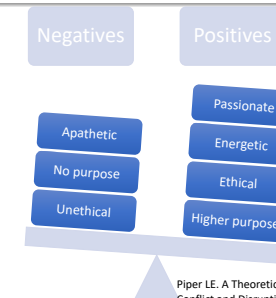 Negatives
Positives
Apathetic
No purpose
Unethical
Passionate
Energetic
Ethical
Higher purpose
Piper LE. A Theoretic